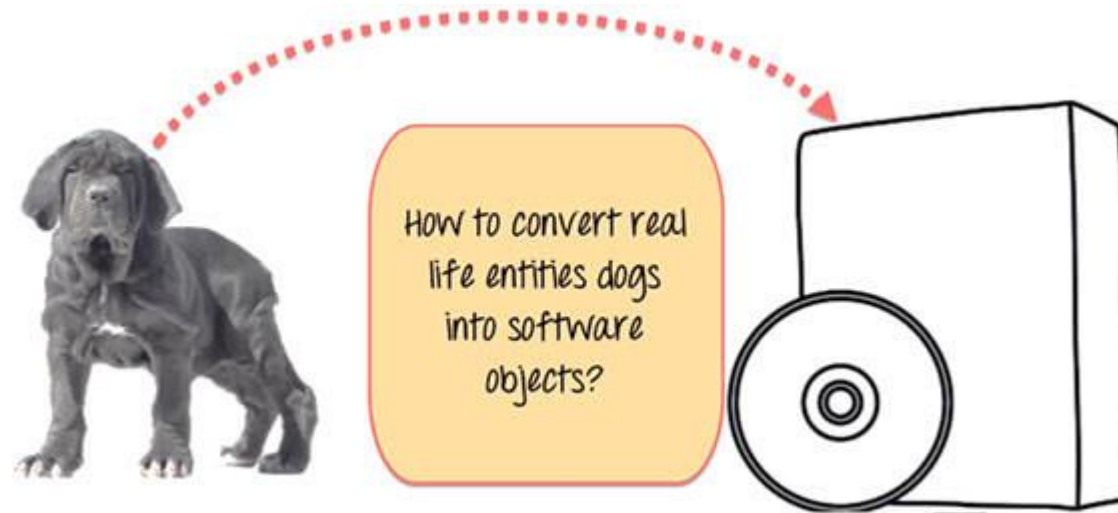 How to convert real
life entities dogs
into software
objects?